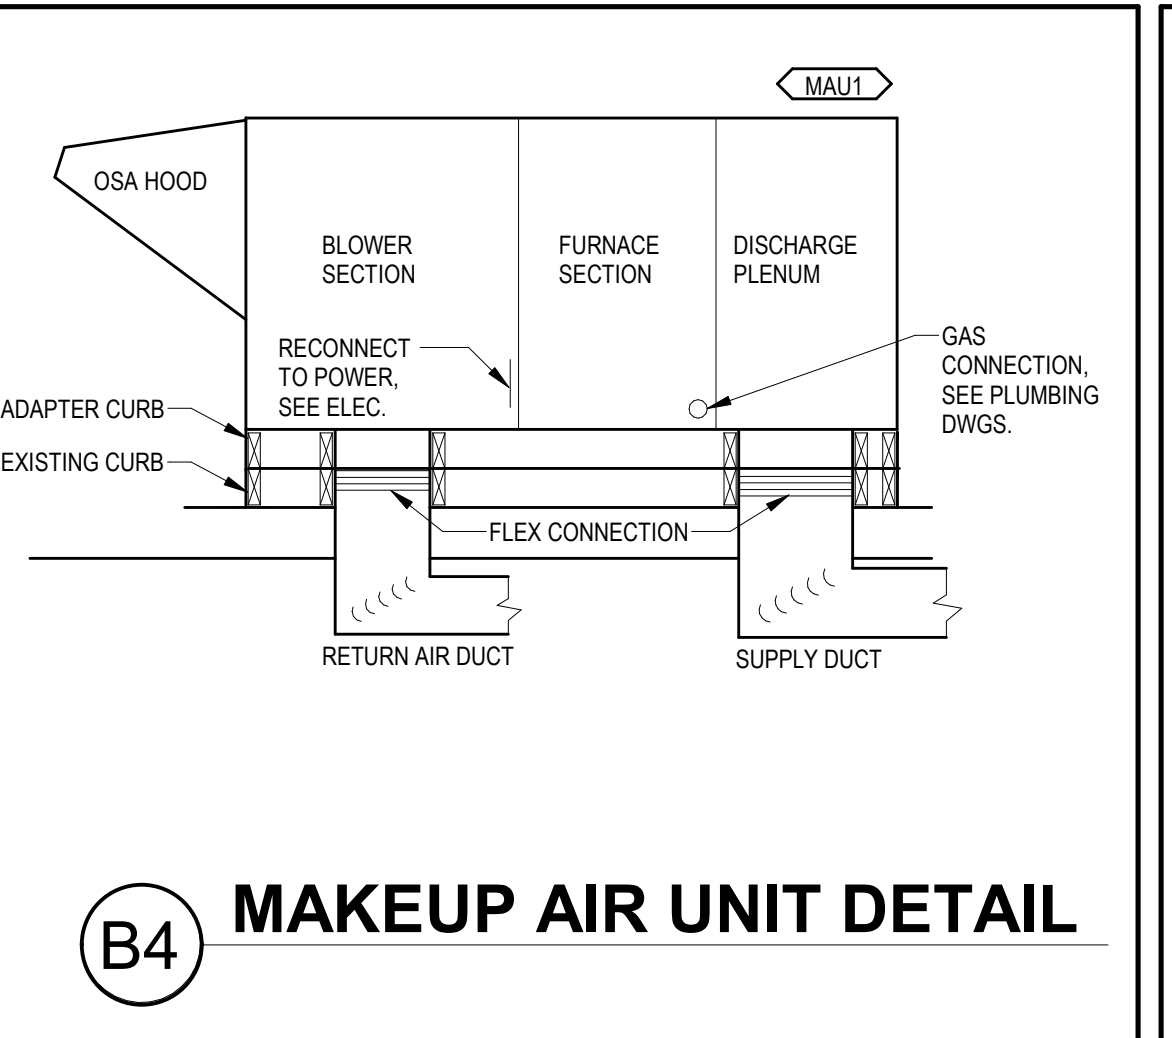 MAU1
OSA HOOD
BLOWER
SECTION
FURNACE
SECTION
DISCHARGE
PLENUM
RECONNECT
TO POWER,
SEE ELEC.
GAS
CONNECTION,
SEE PLUMBING
DWGS.
ADAPTER CURB
EXISTING CURB
FLEX CONNECTION
RETURN AIR DUCT
SUPPLY DUCT
B4
MAKEUP AIR UNIT DETAIL